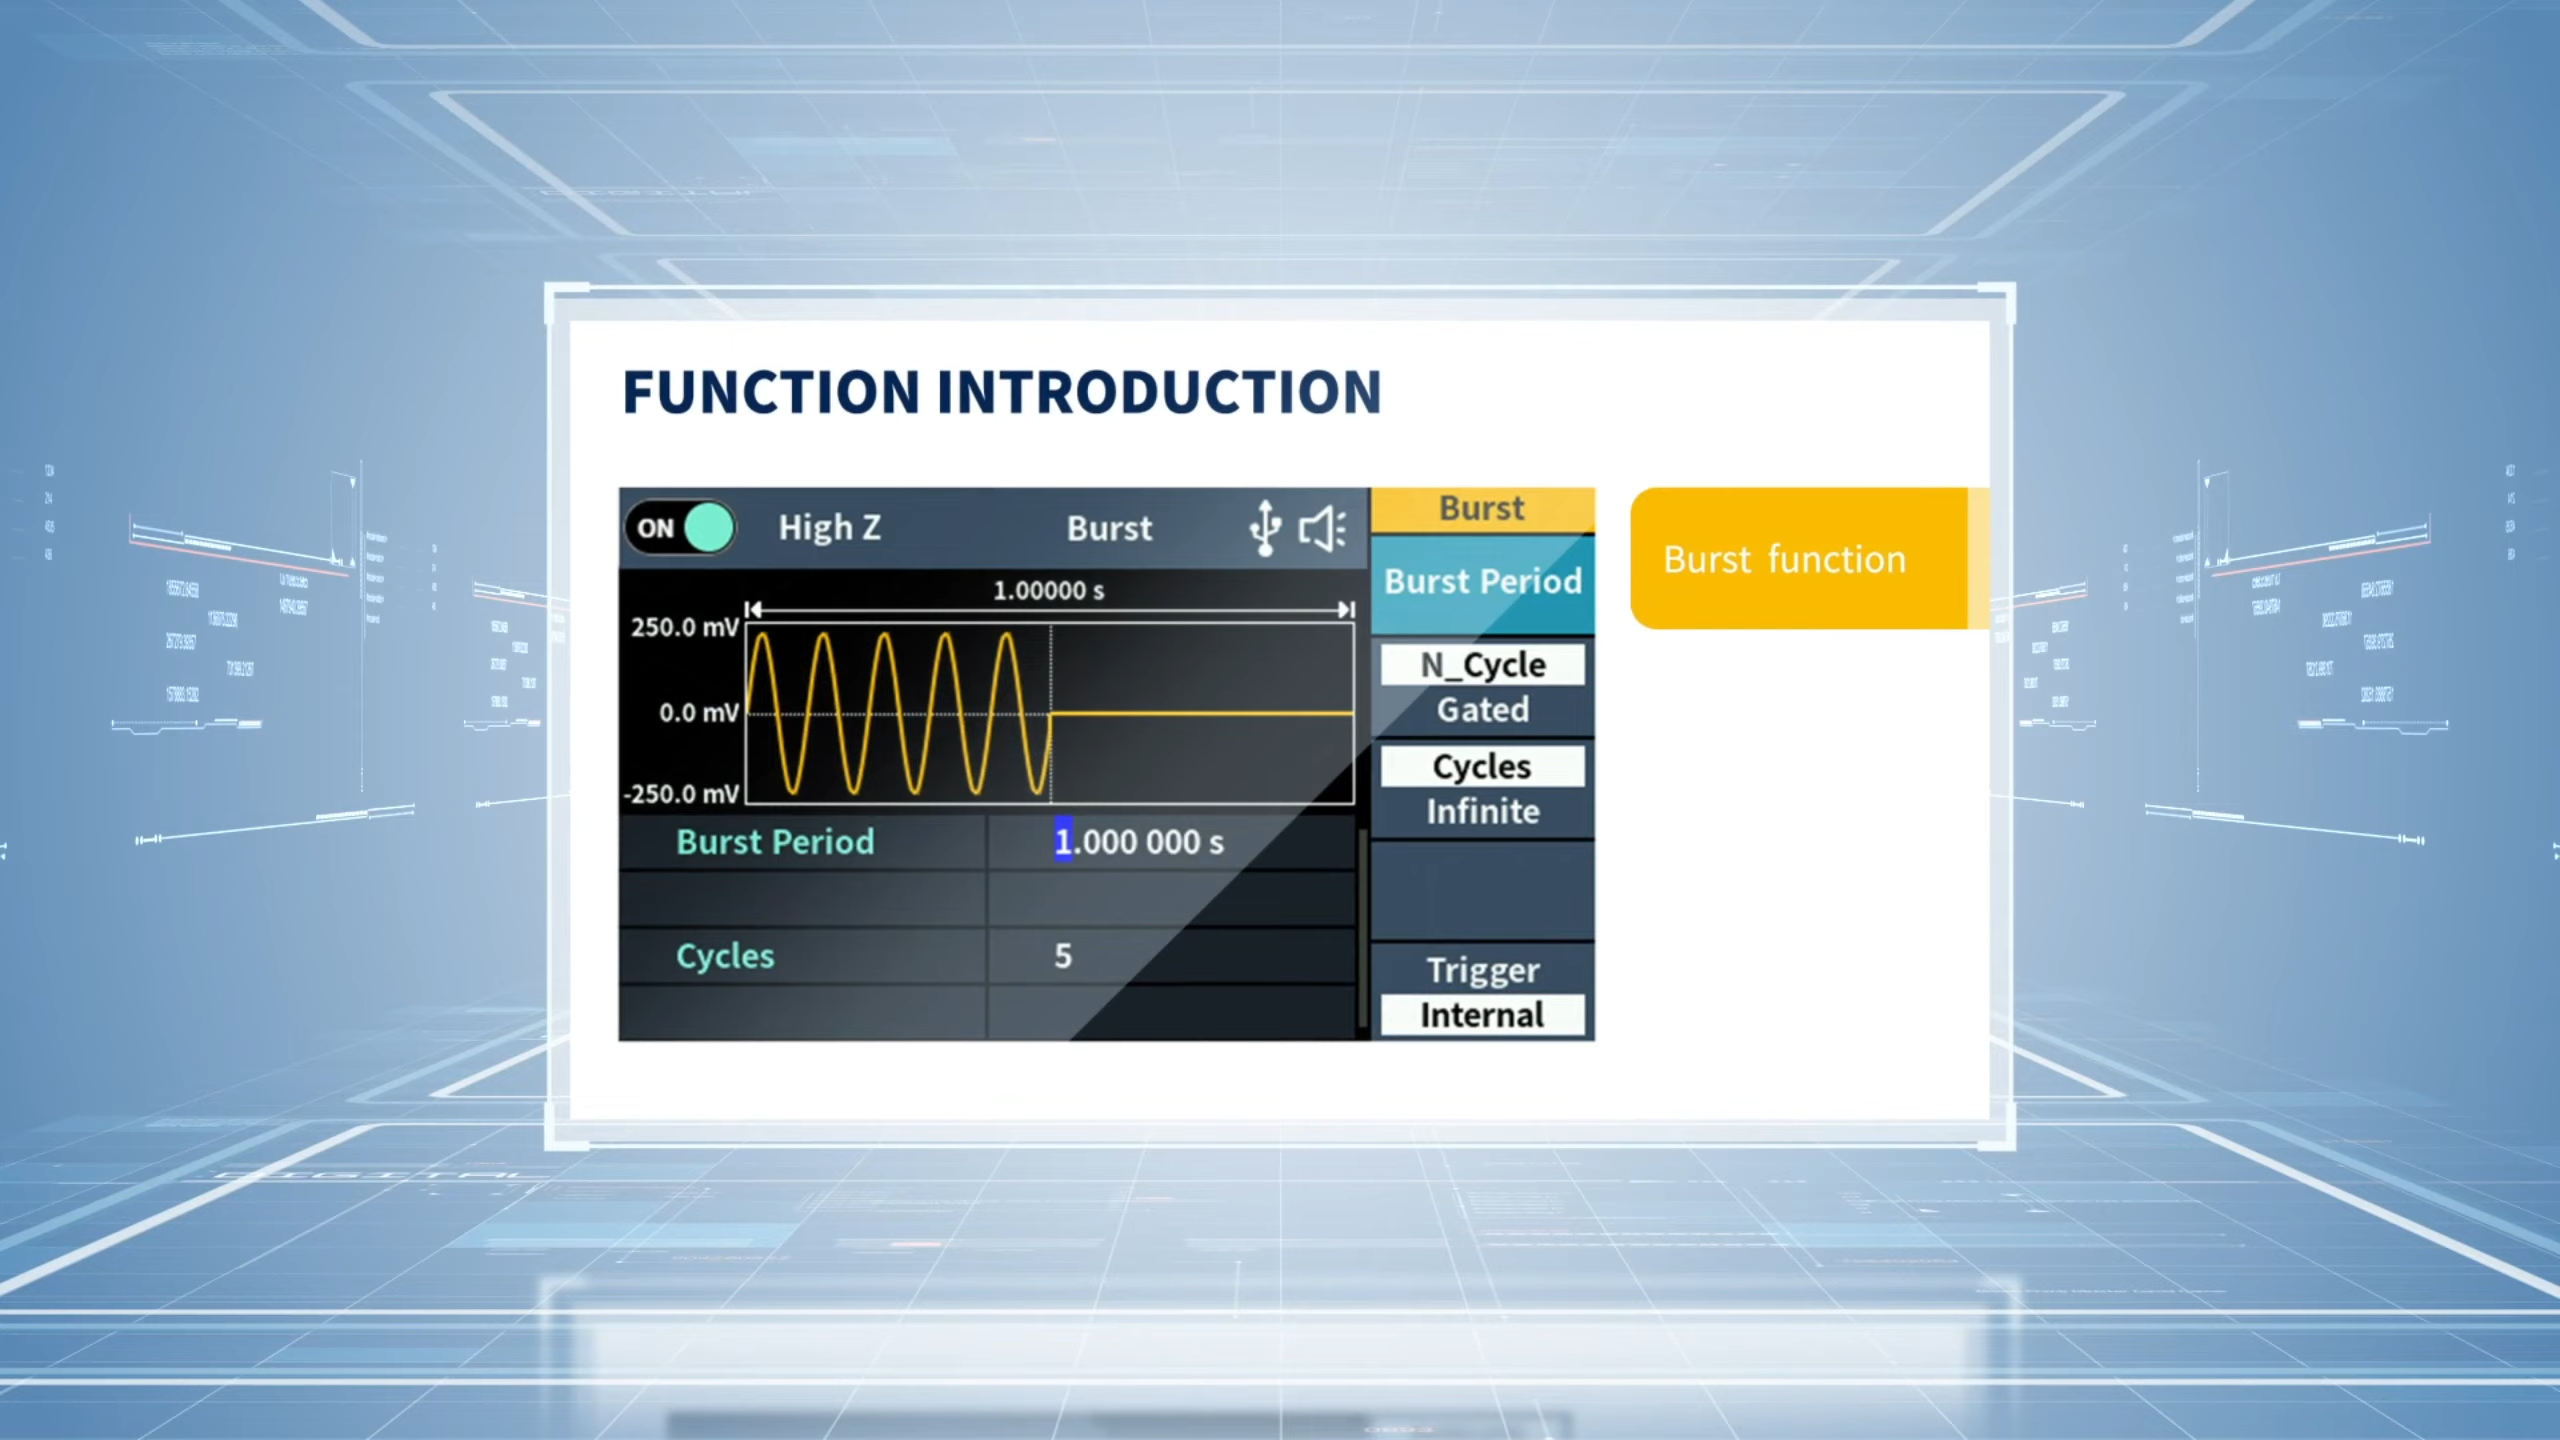 FUNCTION INTRODUCTION
ON High Z Burst
Burst
Burst function
1.00000 s
Burst Period
250.0 mV
0.0 mV
-250.0 mV
N_Cycle
Gated
Cycles
Infinite
Burst Period 1.000 000 s
Cycles 5
Trigger
Internal
DIGITAL